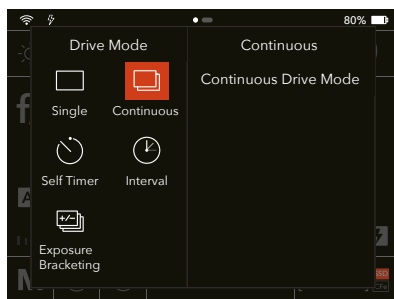 80%
Drive Mode
Continuous
Single
Continuous
Continuous Drive Mode
Self Timer
Interval
+/-
Exposure
Bracketing